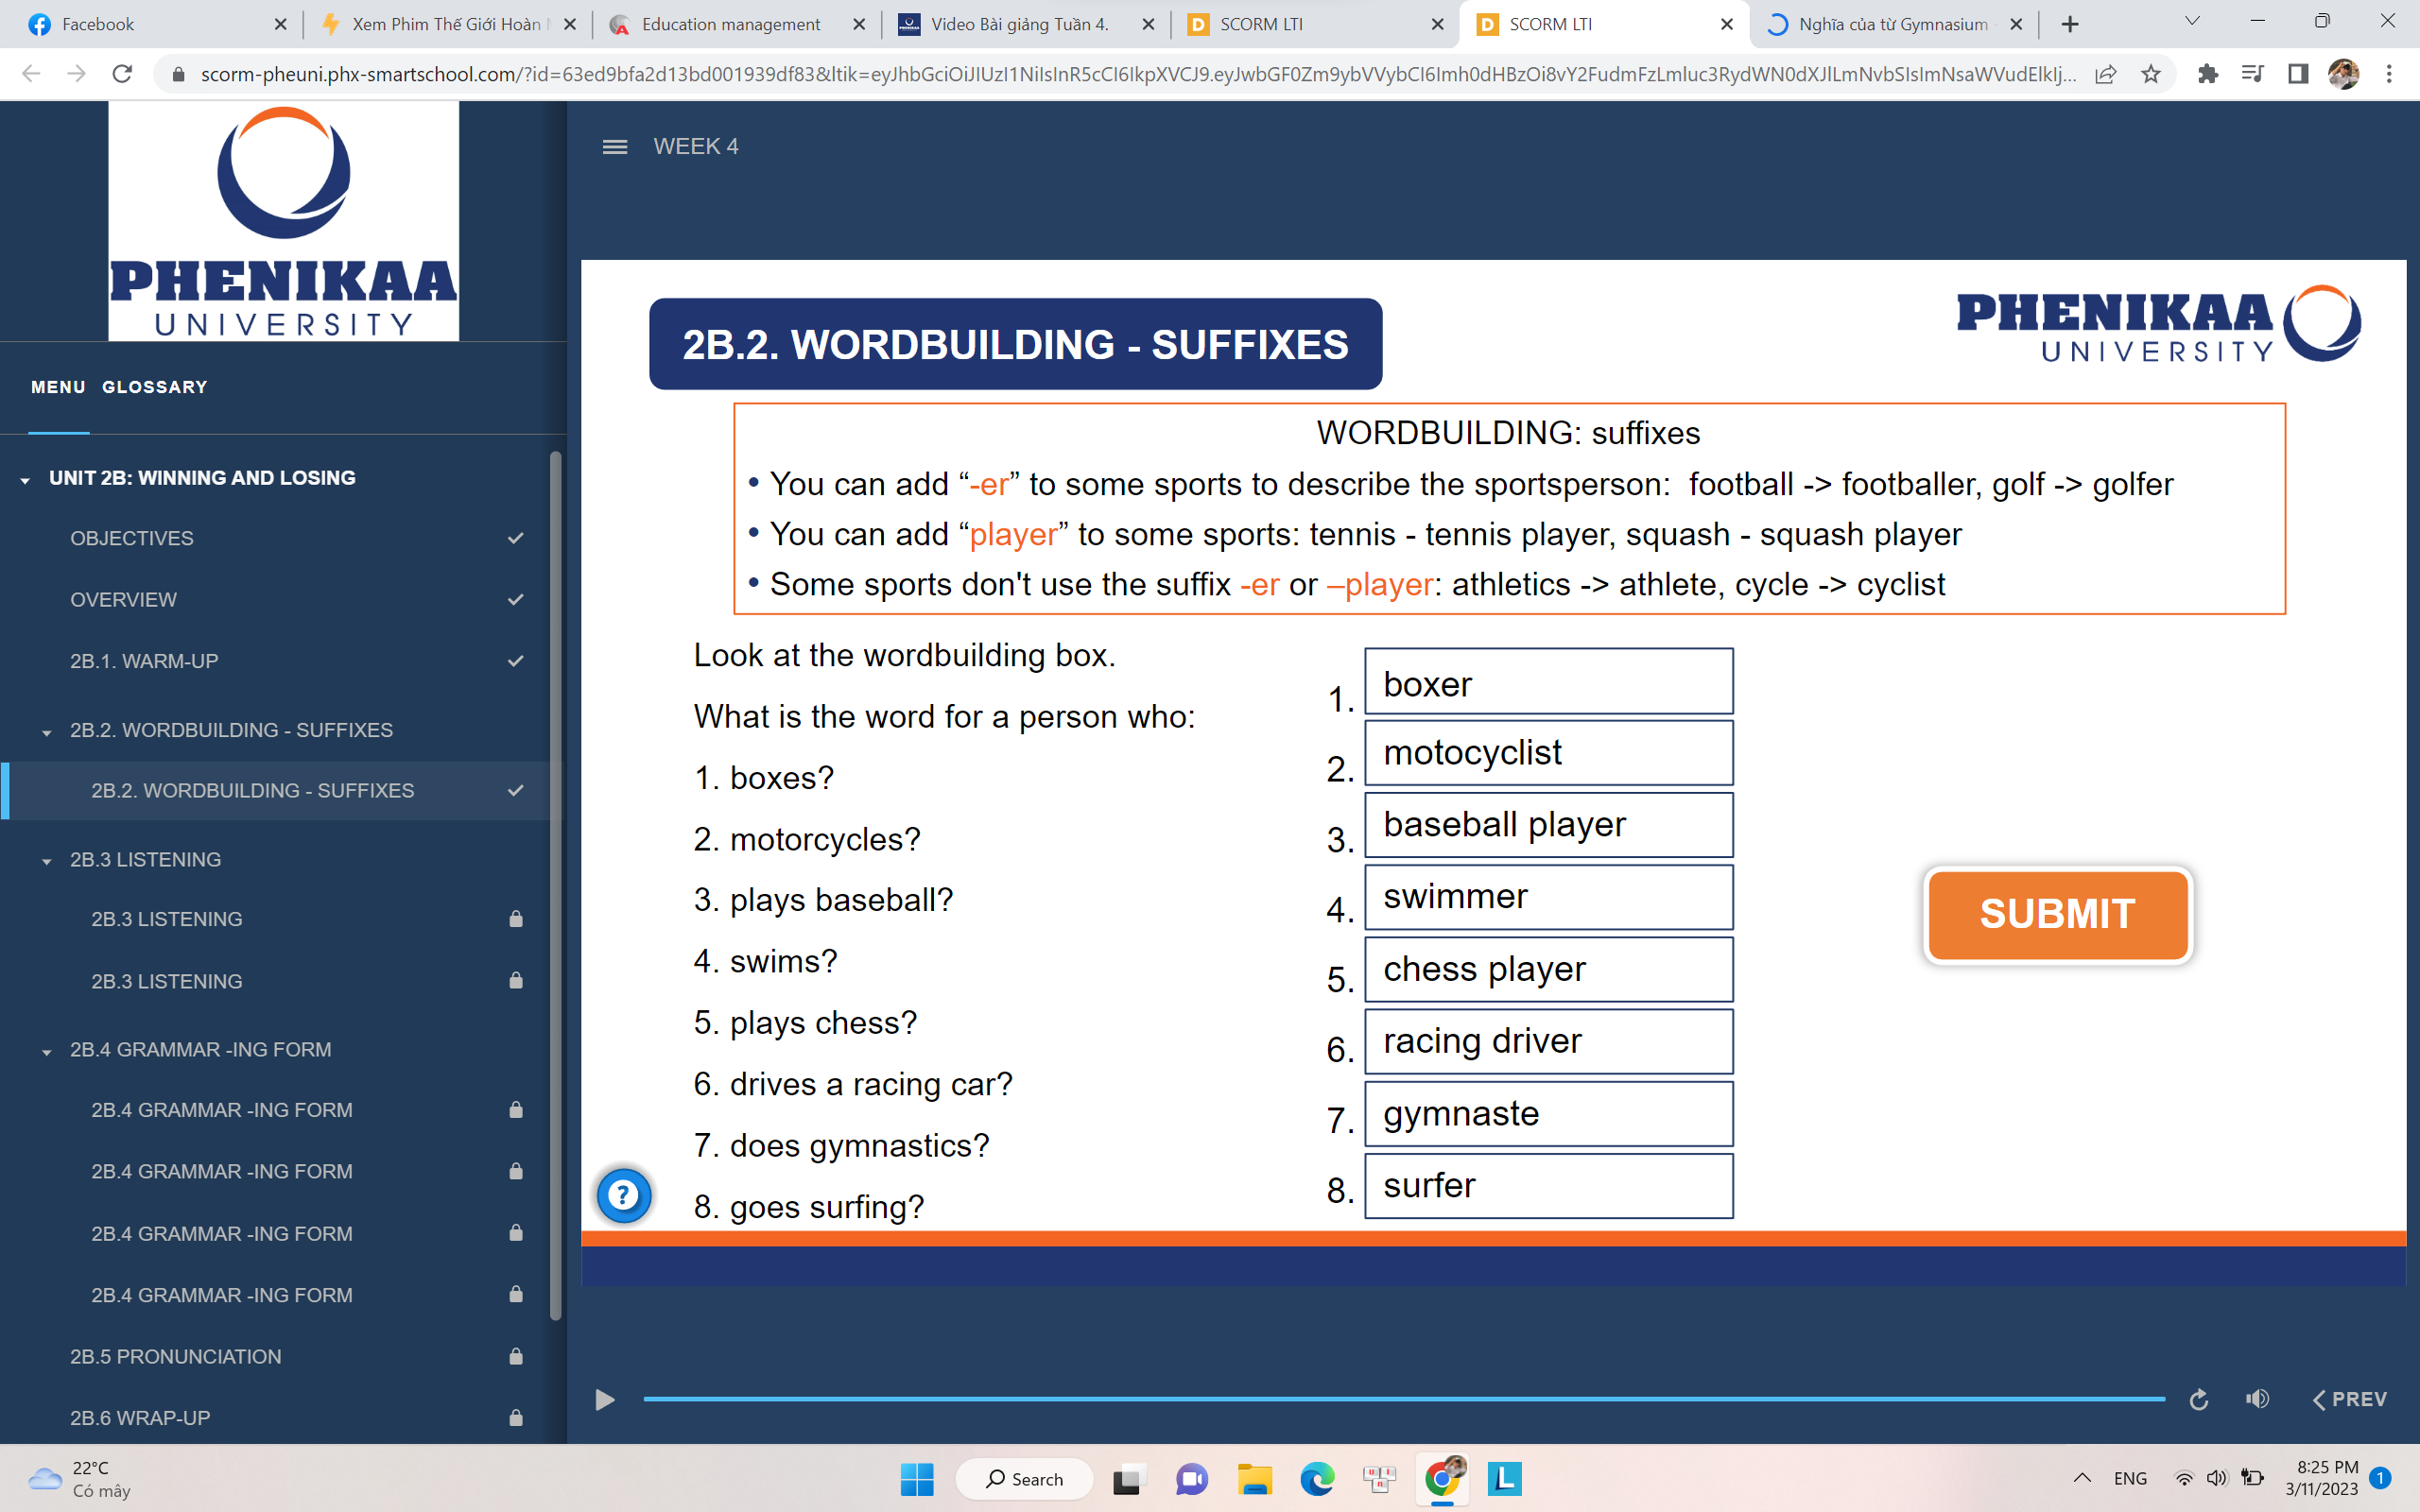 Facebook
Xem Phim Thế Giới Hoàn
Education management
Video Bài giảng Tuần 4.
SCORM LTI
SCORM LTI
Nghĩa của từ Gymnasium
scorm-pheuni.phx-smartschool.com/?id=63ed9bfa2d13bd001939df83&ltik=eyJhbGciOiJIUzI1NiIsInR5cCI6IkpXVCJ9.eyJwbGF0Zm9ybVVybCI6Imh0dHBzOi8vY2FudmFzLmluc3RydWN0dXJlLmNvbSIsImNsaWVudElkIj...
PHENIKAA
UNIVERSITY
MENU GLOSSARY
UNIT 2B: WINNING AND LOSING
OBJECTIVES
OVERVIEW
2B.1. WARM-UP
2B.2. WORDBUILDING - SUFFIXES
2B.2. WORDBUILDING - SUFFIXES
2B.3 LISTENING
2B.3 LISTENING
2B.3 LISTENING
2B.4 GRAMMAR -ING FORM
2B.4 GRAMMAR -ING FORM
2B.4 GRAMMAR -ING FORM
2B.4 GRAMMAR -ING FORM
2B.4 GRAMMAR -ING FORM
2B.5 PRONUNCIATION
2B.6 WRAP-UP
WEEK 4
2B.2. WORDBUILDING - SUFFIXES
PHENIKAA
UNIVERSITY
WORDBUILDING: suffixes
• You can add “-er” to some sports to describe the sportsperson: football -> footballer, golf -> golfer
• You can add “player” to some sports: tennis - tennis player, squash - squash player
• Some sports don't use the suffix -er or –player: athletics -> athlete, cycle -> cyclist
Look at the wordbuilding box.
What is the word for a person who:
1. boxes?
2. motorcycles?
3. plays baseball?
4. swims?
5. plays chess?
6. drives a racing car?
7. does gymnastics?
8. goes surfing?
1. boxer
2. motocyclist
3. baseball player
4. swimmer
5. chess player
6. racing driver
7. gymnaste
8. surfer
SUBMIT
?
PREV
22°C
Có mây
Search
L
ENG
8:25 PM
3/11/2023
1